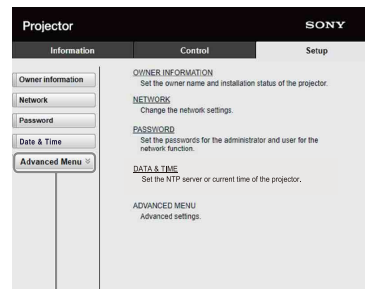 Projector
SONY
Information
Control
Setup
Owner information
Network
Password
Date & Time
Advanced Menu
OWNER INFORMATION
Set the owner name and installation status of the projector.
NETWORK
Change the network settings.
PASSWORD
Set the passwords for the administrator and user for the
network function.
DATA & TIME
Set the NTP server or current time of the projector.
ADVANCED MENU
Advanced settings.